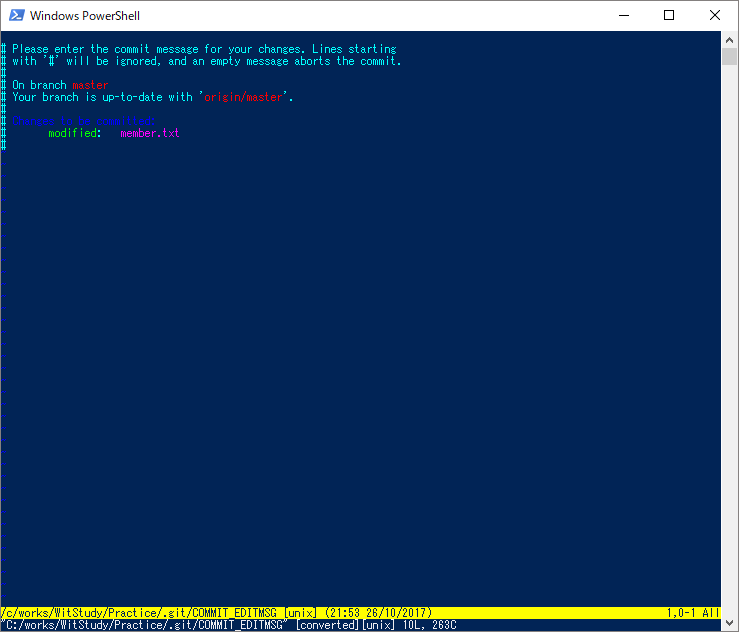 Windows PowerShell
# Please enter the commit message for your changes. Lines starting
# with '#' will be ignored, and an empty message aborts the commit.
#
# On branch master
# Your branch is up-to-date with 'origin/master'.
#
#
#       modified:   member.txt
#
/c/works/WitStudy/Practice/.git/COMMIT_EDITMSG [unix] (21:53 26/10/2017) 1,0-1 All
"C:/works/WitStudy/Practice/.git/COMMIT_EDITMSG" [converted][unix] 10L, 263C